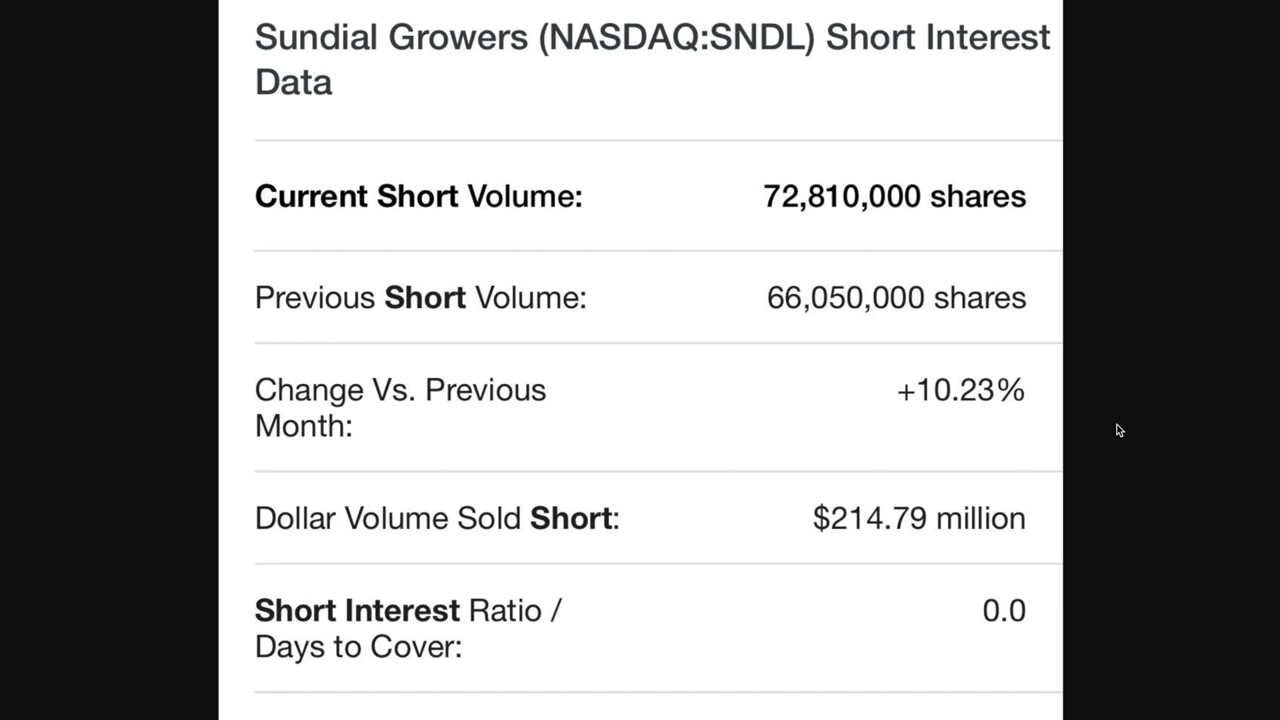 Sundial Growers (NASDAQ:SNDL) Short Interest
Data
Current Short Volume: 72,810,000 shares
Previous Short Volume: 66,050,000 shares
Change Vs. Previous +10.23%
Month:
Dollar Volume Sold Short: $214.79 million
Short Interest Ratio / 0.0
Days to Cover: